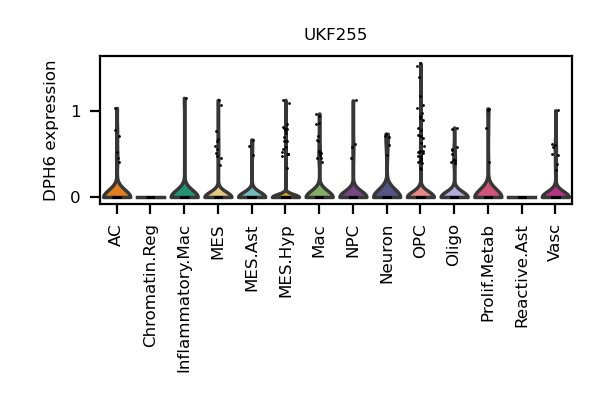 UKF255
DPH6 expression
1
0
AC
Chromatin.Reg
Inflammatory.Mac
MES
MES.Ast
MES.Hyp
Mac
NPC
Neuron
OPC
Oligo
Prolif.Metab
Reactive.Ast
Vasc